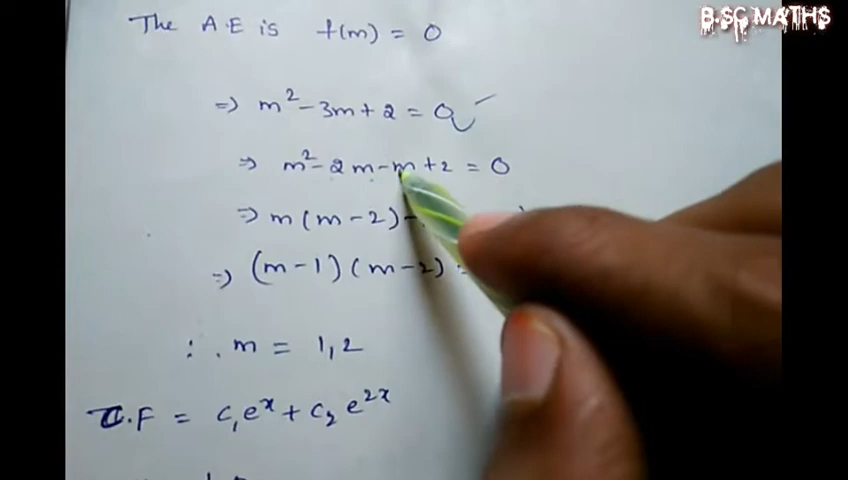 B.SC MATHS
The A.E is f(m) = 0
=> m² - 3m + 2 = 0
=> m² - 2m - m + 2 = 0
=> m(m - 2) -
=> (m - 1)(m - 2) =
∴ m = 1, 2
C.F = c₁eˣ + c₂e²ˣ